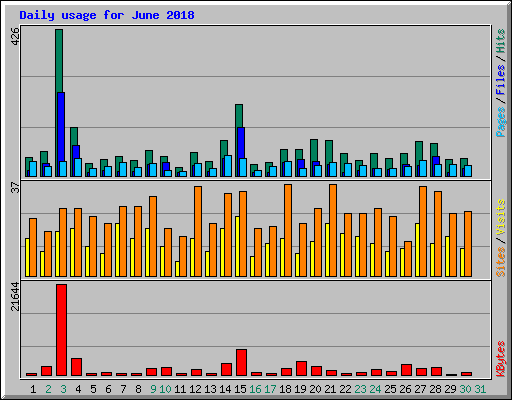 Daily usage for June 2018
426
Pages / Files / Hits
37
Sites / Visits
21644
KBytes
1 2 3 4 5 6 7 8 9 10 11 12 13 14 15 16 17 18 19 20 21 22 23 24 25 26 27 28 29 30 31